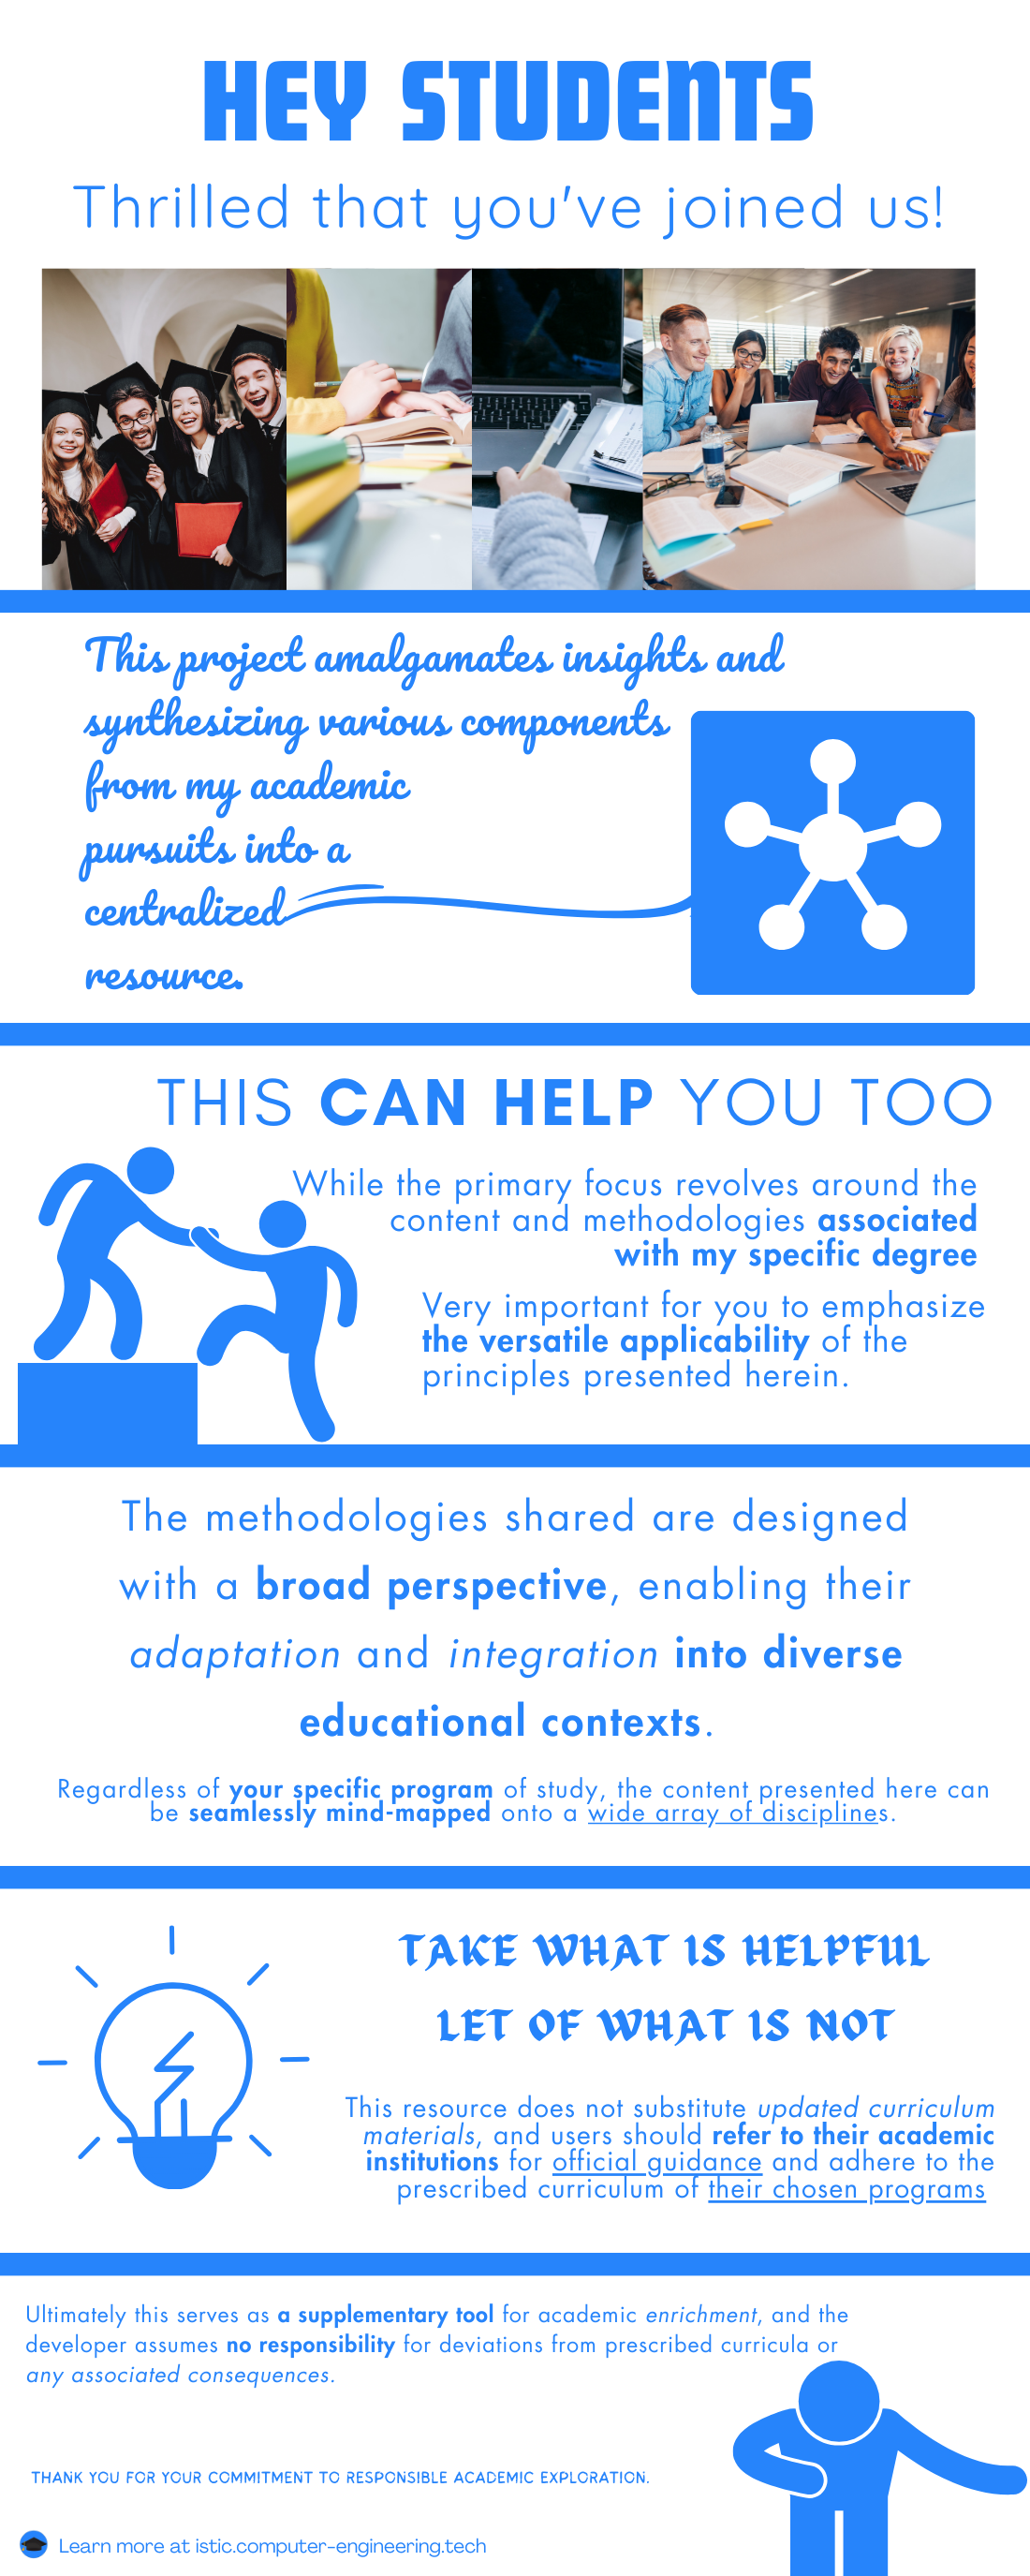 HEY STUDENTS
Thrilled that you've joined us!
This project amalgamates insights and
synthesizing various components
from my academic
pursuits into a
centralized
resource.
THIS CAN HELP YOU TOO
While the primary focus revolves around the
content and methodologies associated
with my specific degree
Very important for you to emphasize
the versatile applicability of the
principles presented herein.
The methodologies shared are designed
with a broad perspective, enabling their
adaptation and integration into diverse
educational contexts.
Regardless of your specific program of study, the content presented here can
be seamlessly mind-mapped onto a wide array of disciplines.
TAKE WHAT IS HELPFUL
LET OF WHAT IS NOT
This resource does not substitute updated curriculum
materials, and users should refer to their academic
institutions for official guidance and adhere to the
prescribed curriculum of their chosen programs
Ultimately this serves as a supplementary tool for academic enrichment, and the
developer assumes no responsibility for deviations from prescribed curricula or
any associated consequences.
THANK YOU FOR YOUR COMMITMENT TO RESPONSIBLE ACADEMIC EXPLORATION.
Learn more at istic.computer-engineering.tech